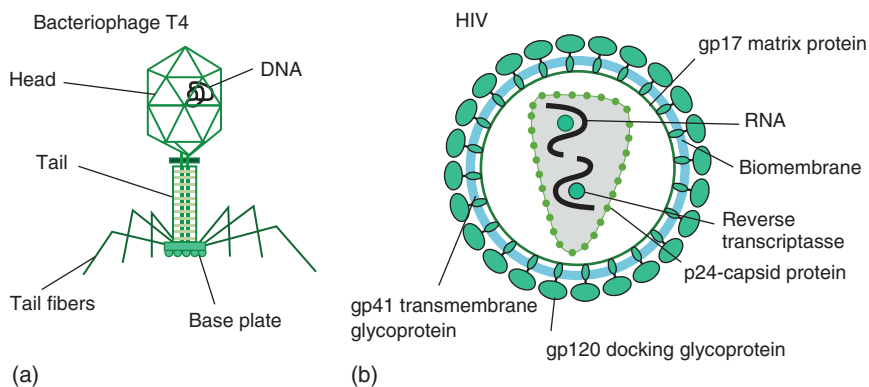 Bacteriophage T4
Head
DNA
Tail
Tail fibers
Base plate
(a)
HIV
gp17 matrix protein
RNA
Biomembrane
Reverse
transcriptasse
p24-capsid protein
gp41 transmembrane
glycoprotein
gp120 docking glycoprotein
(b)